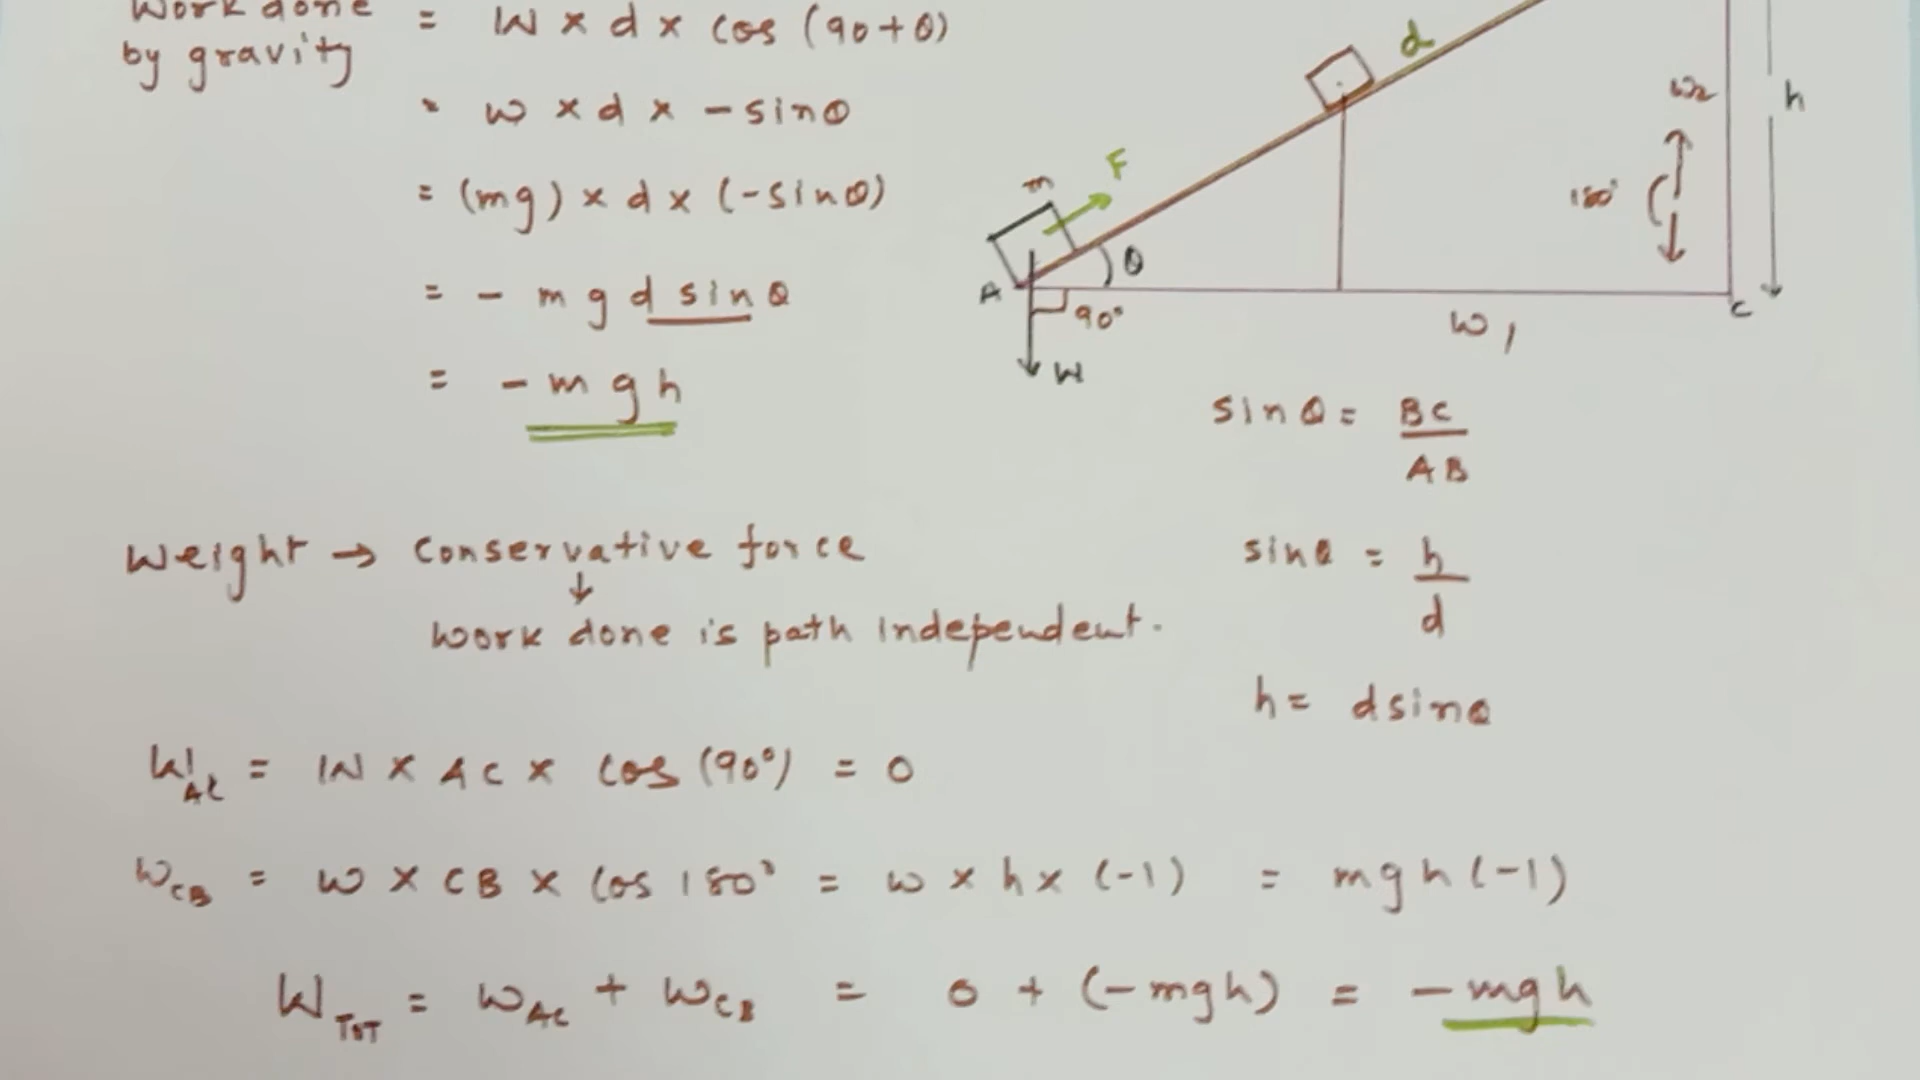 Work done
by gravity = W × d × cos (90+θ)
= w × d × - sinθ
= (mg) × d × (-sinθ)
= - m g d sinθ
= - m g h
d
m
F
θ
A
90°
W
w1
w2
180°
h
C
sinθ = BC/AB
sinθ = h/d
h = dsinθ
Weight → Conservative force
↓
Work done is path independent.
W_AC = W × AC × cos (90°) = 0
W_CB = W × CB × cos 180° = w × h × (-1) = mgh (-1)
W_TOT = W_AC + W_CB = 0 + (-mgh) = -mgh